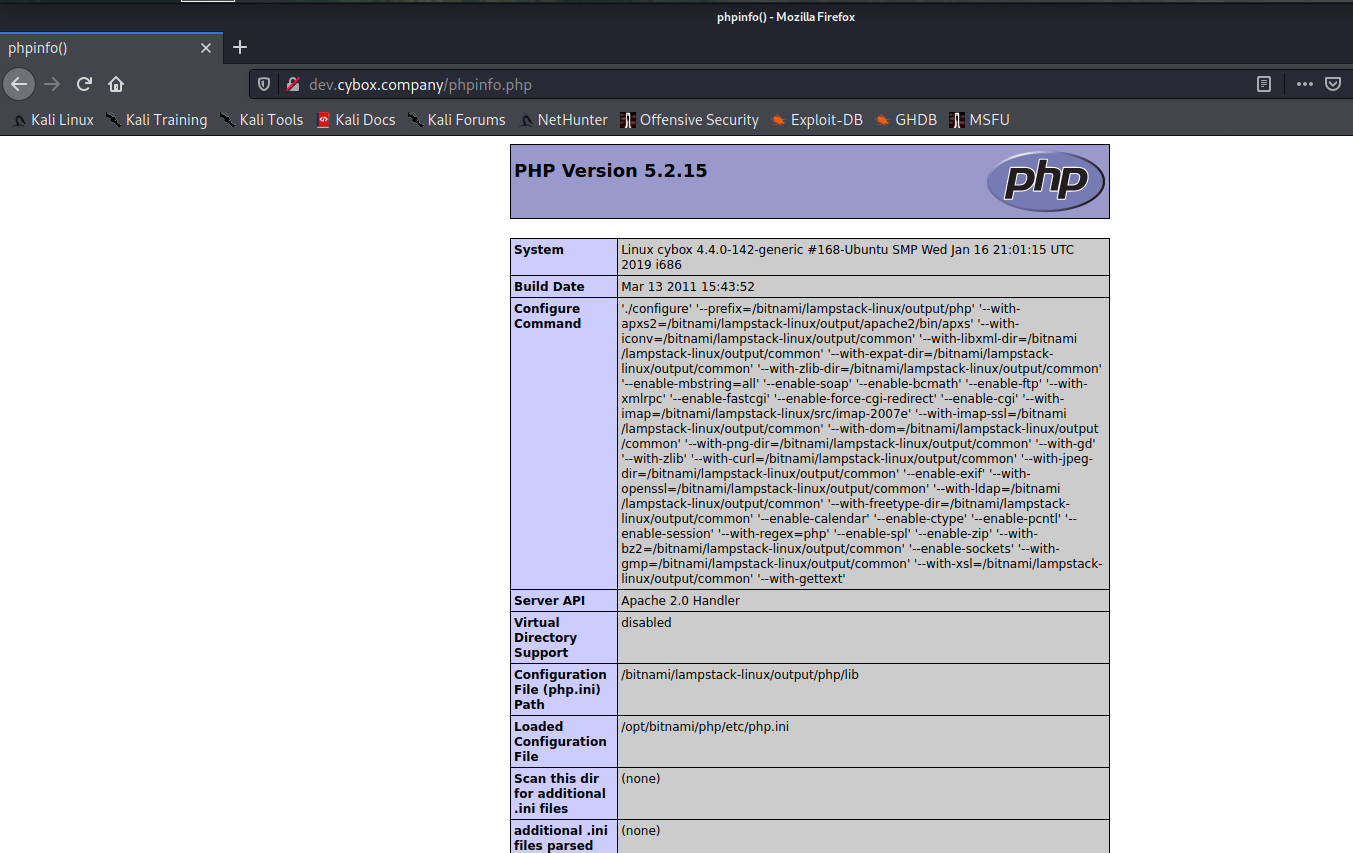 phpinfo() - Mozilla Firefox
phpinfo()
dev.cybox.company/phpinfo.php
Kali Linux Kali Training Kali Tools Kali Docs Kali Forums NetHunter Offensive Security Exploit-DB GHDB MSFU
PHP Version 5.2.15
php
System
Linux cybox 4.4.0-142-generic #168-Ubuntu SMP Wed Jan 16 21:01:15 UTC
2019 i686
Build Date
Mar 13 2011 15:43:52
Configure
Command
'./configure' '--prefix=/bitnami/lampstack-linux/output/php' '--with-
apxs2=/bitnami/lampstack-linux/output/apache2/bin/apxs' '--with-
iconv=/bitnami/lampstack-linux/output/common' '--with-libxml-dir=/bitnami
/lampstack-linux/output/common' '--with-expat-dir=/bitnami/lampstack-
linux/output/common' '--with-zlib-dir=/bitnami/lampstack-linux/output/common'
'--enable-mbstring=all' '--enable-soap' '--enable-bcmath' '--enable-ftp' '--with-
xmlrpc' '--enable-fastcgi' '--enable-force-cgi-redirect' '--enable-cgi' '--with-
imap=/bitnami/lampstack-linux/src/imap-2007e' '--with-imap-ssl=/bitnami
/lampstack-linux/output/common' '--with-dom=/bitnami/lampstack-linux/output
/common' '--with-png-dir=/bitnami/lampstack-linux/output/common' '--with-gd'
'--with-zlib' '--with-curl=/bitnami/lampstack-linux/output/common' '--with-jpeg-
dir=/bitnami/lampstack-linux/output/common' '--enable-exif' '--with-
openssl=/bitnami/lampstack-linux/output/common' '--with-ldap=/bitnami
/lampstack-linux/output/common' '--with-freetype-dir=/bitnami/lampstack-
linux/output/common' '--enable-calendar' '--enable-ctype' '--enable-pcntl' '--
enable-session' '--with-regex=php' '--enable-spl' '--enable-zip' '--with-
bz2=/bitnami/lampstack-linux/output/common' '--enable-sockets' '--with-
gmp=/bitnami/lampstack-linux/output/common' '--with-xsl=/bitnami/lampstack-
linux/output/common' '--with-gettext'
Server API
Apache 2.0 Handler
Virtual
Directory
Support
disabled
Configuration
File (php.ini)
Path
/bitnami/lampstack-linux/output/php/lib
Loaded
Configuration
File
/opt/bitnami/php/etc/php.ini
Scan this dir
for additional
.ini files
(none)
additional .ini
files parsed
(none)